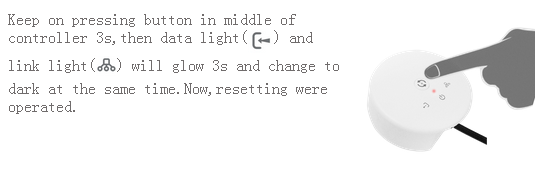 Keep on pressing button in middle of
controller 3s,then data light( ) and
link light( ) will glow 3s and change to
dark at the same time.Now,resetting were
operated.